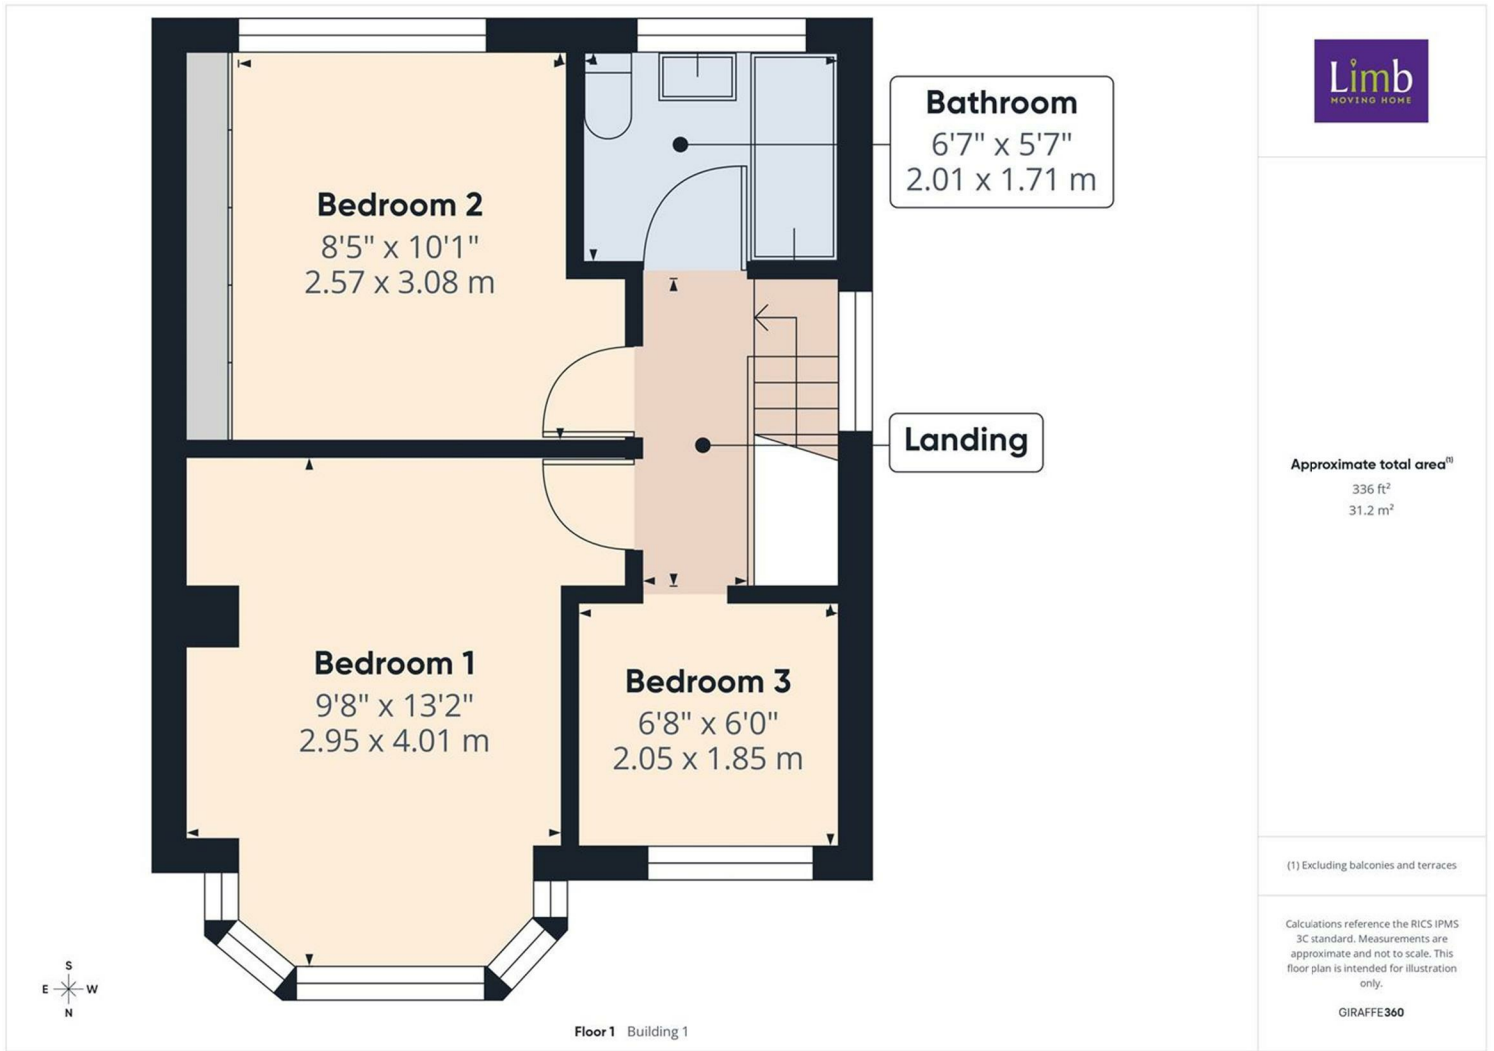 Bedroom 2
8'5" x 10'1"
2.57 x 3.08 m
Bathroom
6'7" x 5'7"
2.01 x 1.71 m
Landing
Bedroom 1
9'8" x 13'2"
2.95 x 4.01 m
Bedroom 3
6'8" x 6'0"
2.05 x 1.85 m
S
E W
N
Floor 1 Building 1
Limb
MOVING HOME
Approximate total area(1)
336 ft²
31.2 m²
(1) Excluding balconies and terraces
Calculations reference the RICS IPMS
3C standard. Measurements are
approximate and not to scale. This
floor plan is intended for illustration
only.
GIRAFFE360